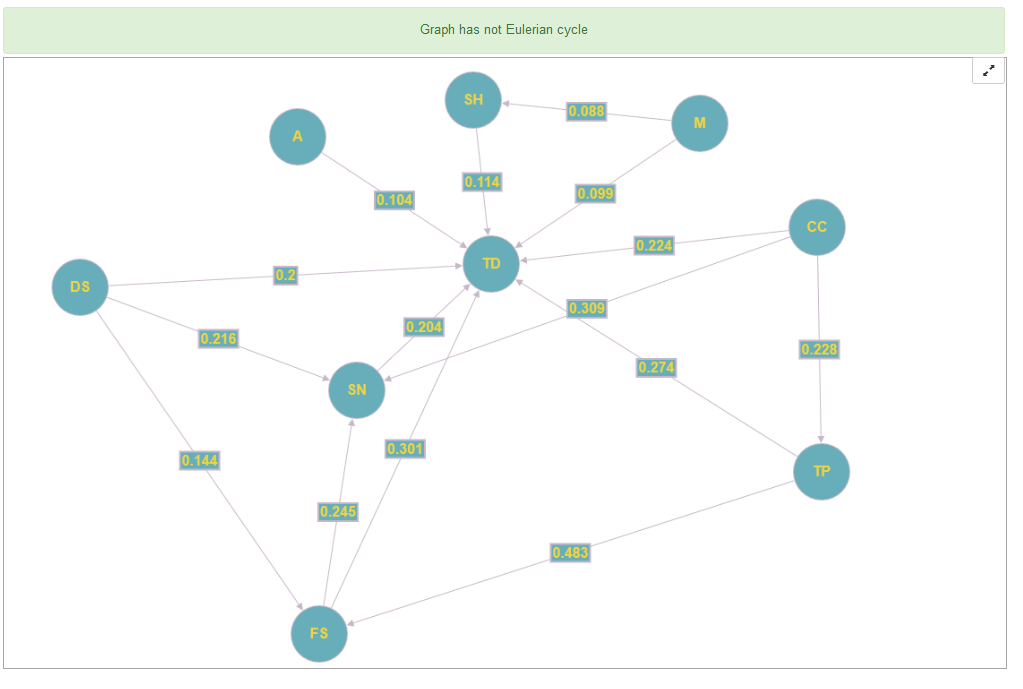 Graph has not Eulerian cycle
SH
0.088
M
A
0.114
0.104
0.099
CC
0.224
TD
DS
0.2
0.309
0.204
0.216
0.228
0.274
SN
0.301
0.144
TP
0.245
0.483
FS